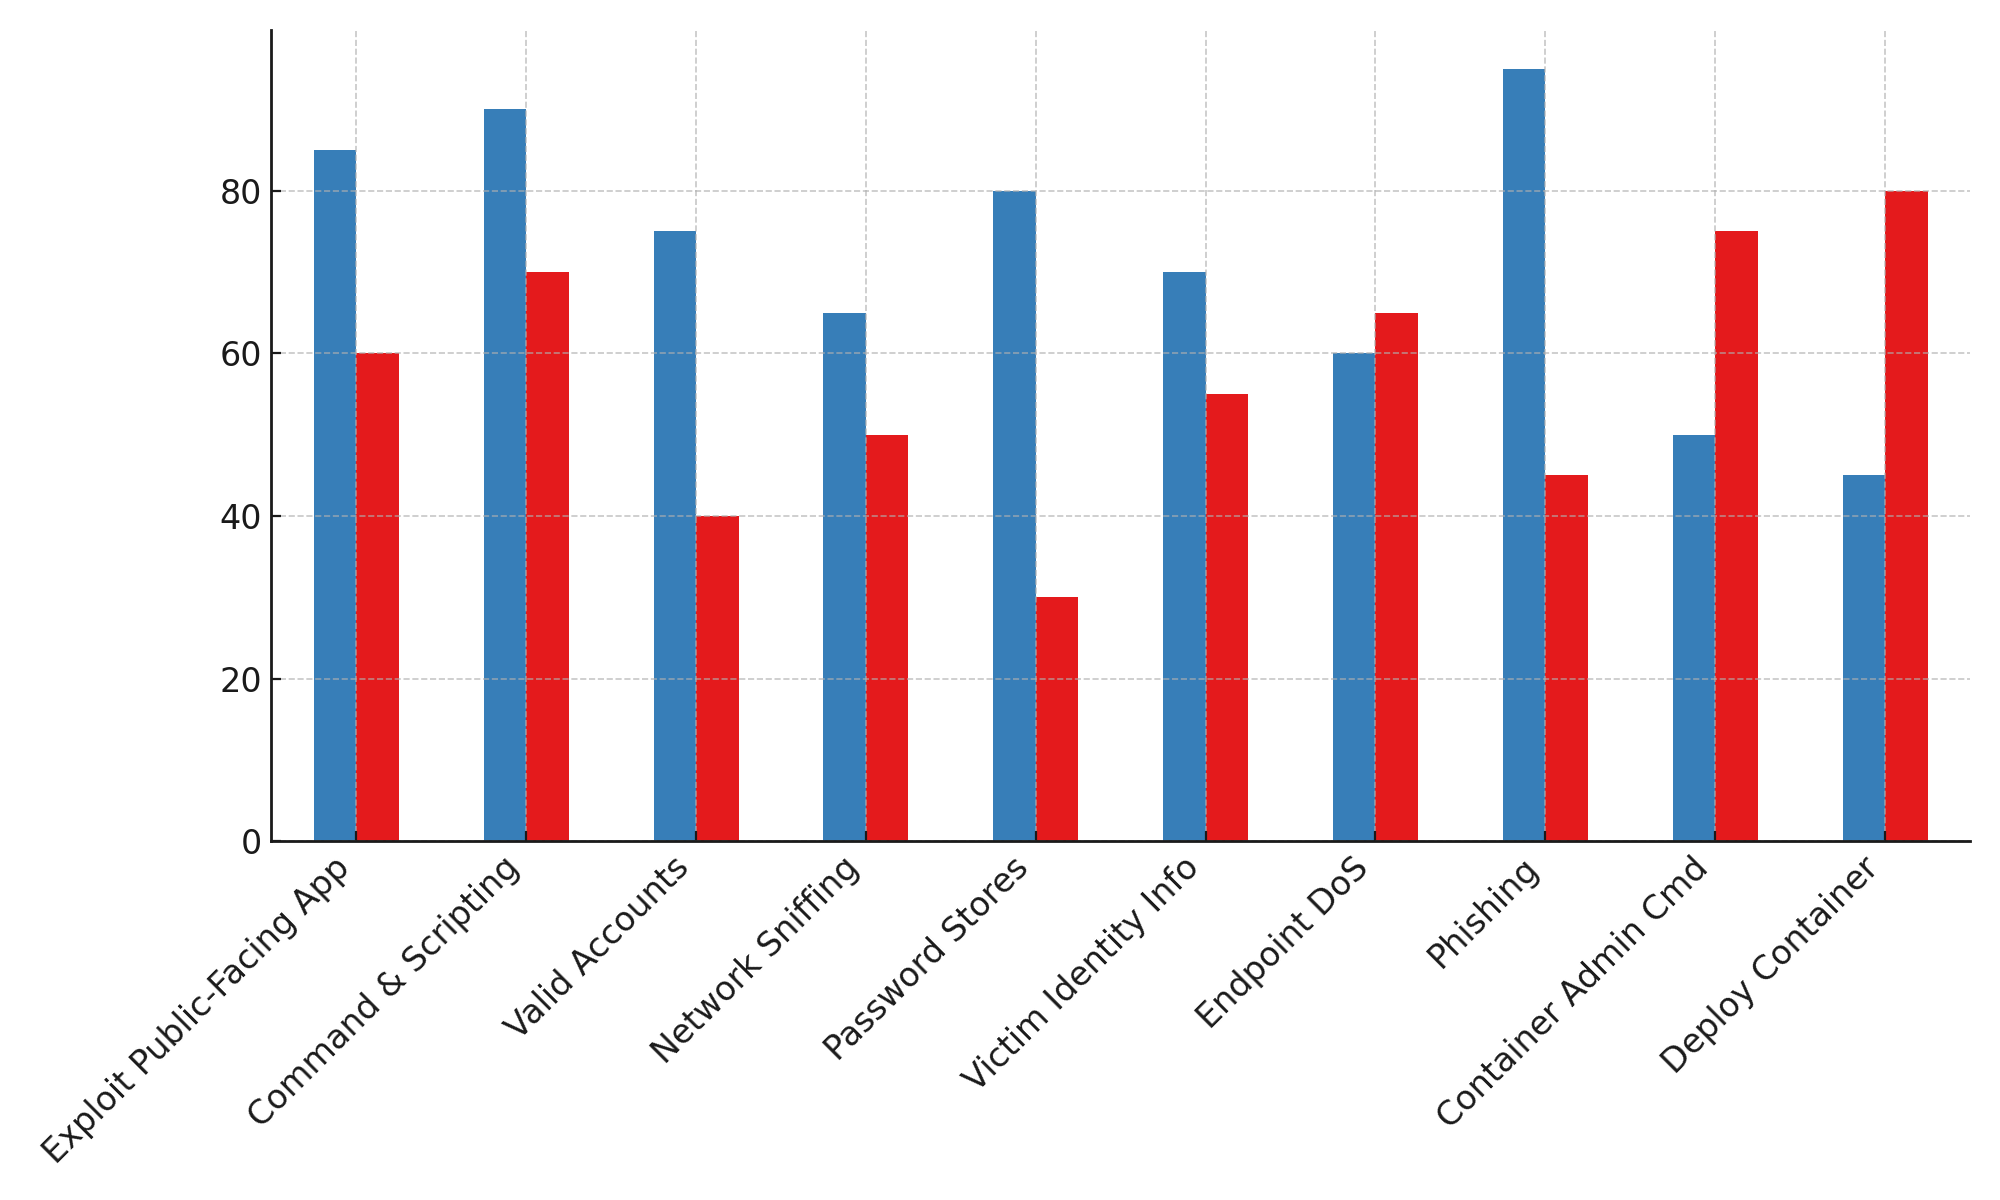 80
60
40
20
0
Exploit Public-Facing App
Command & Scripting
Valid Accounts
Network Sniffing
Password Stores
Victim Identity Info
Endpoint DoS
Phishing
Container Admin Cmd
Deploy Container